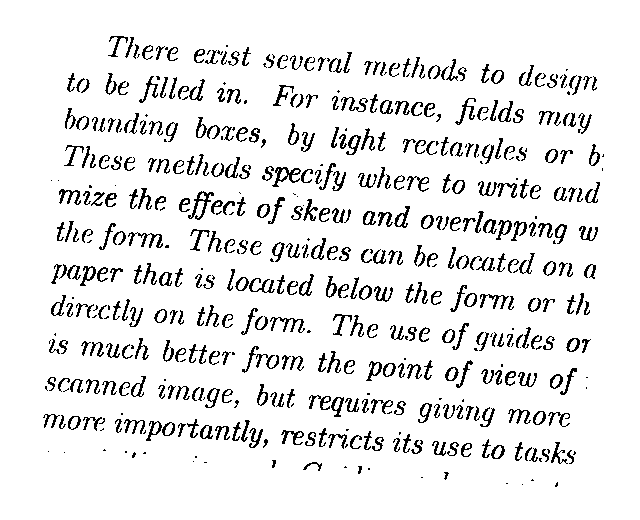 There exist several methods to design
to be filled in. For instance, fields may
bounding boxes, by light rectangles or b
These methods specify where to write and
mize the effect of skew and overlapping w
the form. These guides can be located on a
paper that is located below the form or th
directly on the form. The use of guides or
is much better from the point of view of
scanned image, but requires giving more
more importantly, restricts its use to tasks